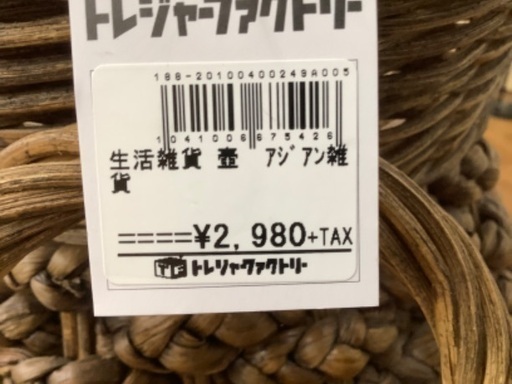 トレジャーファクトリー
188-20100400249A005
1041006675426
生活雑貨 壺 アジアン雑
貨
====¥2,980+TAX
トレジャーファクトリー